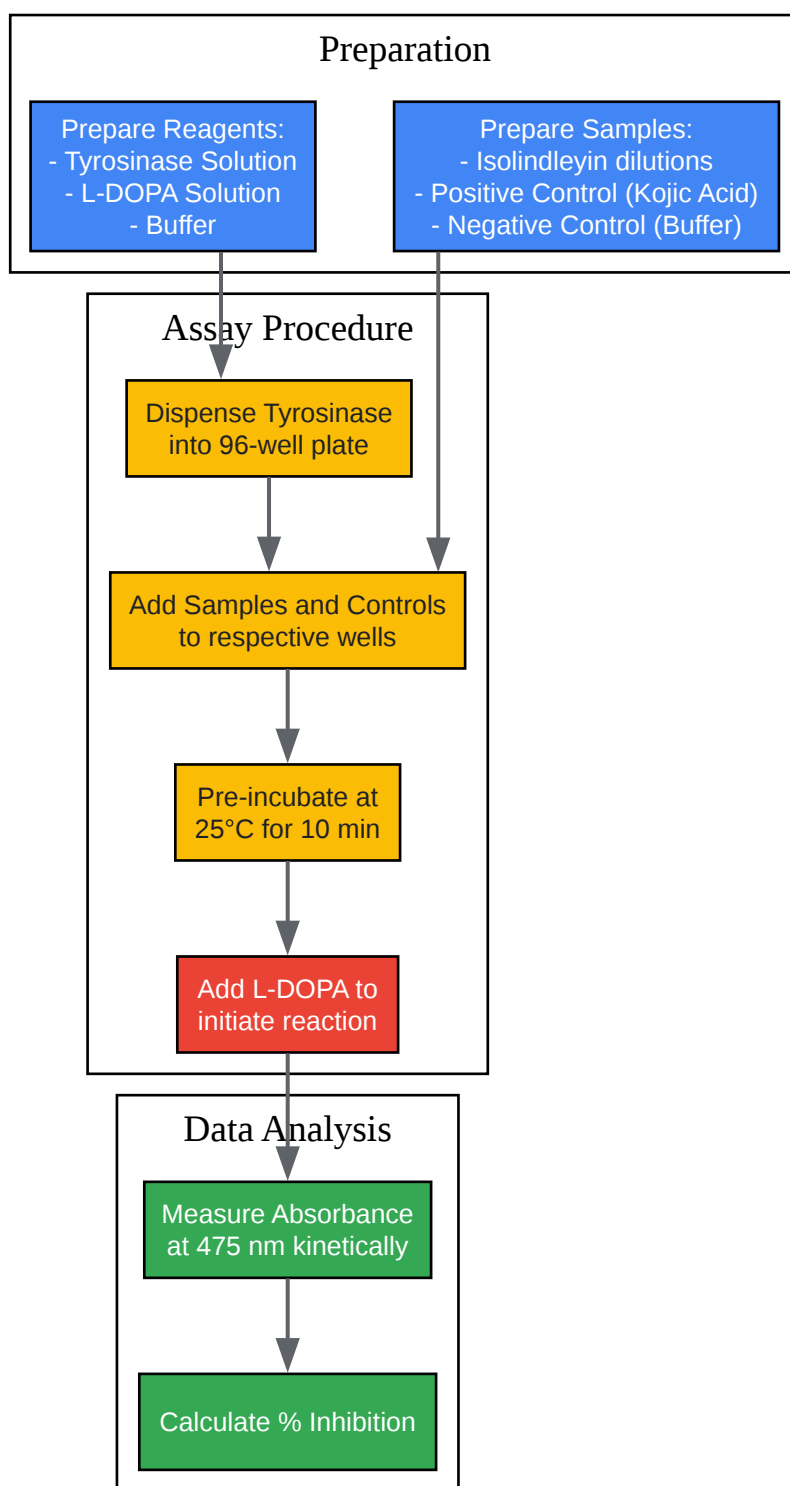 Preparation
Prepare Reagents:
- Tyrosinase Solution
- L-DOPA Solution
- Buffer
Prepare Samples:
- Isolindleyin dilutions
- Positive Control (Kojic Acid)
- Negative Control (Buffer)
Assay Procedure
Dispense Tyrosinase
into 96-well plate
Add Samples and Controls
to respective wells
Pre-incubate at
25°C for 10 min
Add L-DOPA to
initiate reaction
Data Analysis
Measure Absorbance
at 475 nm kinetically
Calculate % Inhibition